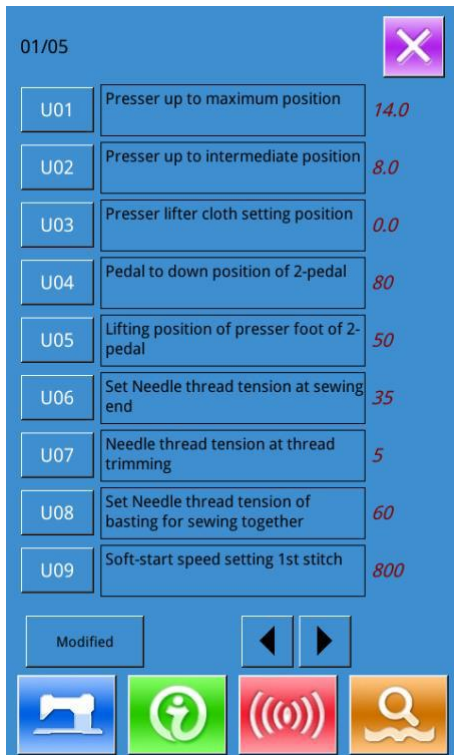 01/05
U01 Presser up to maximum position 14.0
U02 Presser up to intermediate position 8.0
U03 Presser lifter cloth setting position 0.0
U04 Pedal to down position of 2-pedal 80
U05 Lifting position of presser foot of 2-
pedal 50
U06 Set Needle thread tension at sewing
end 35
U07 Needle thread tension at thread
trimming 5
U08 Set Needle thread tension of
basting for sewing together 60
U09 Soft-start speed setting 1st stitch 800
Modified